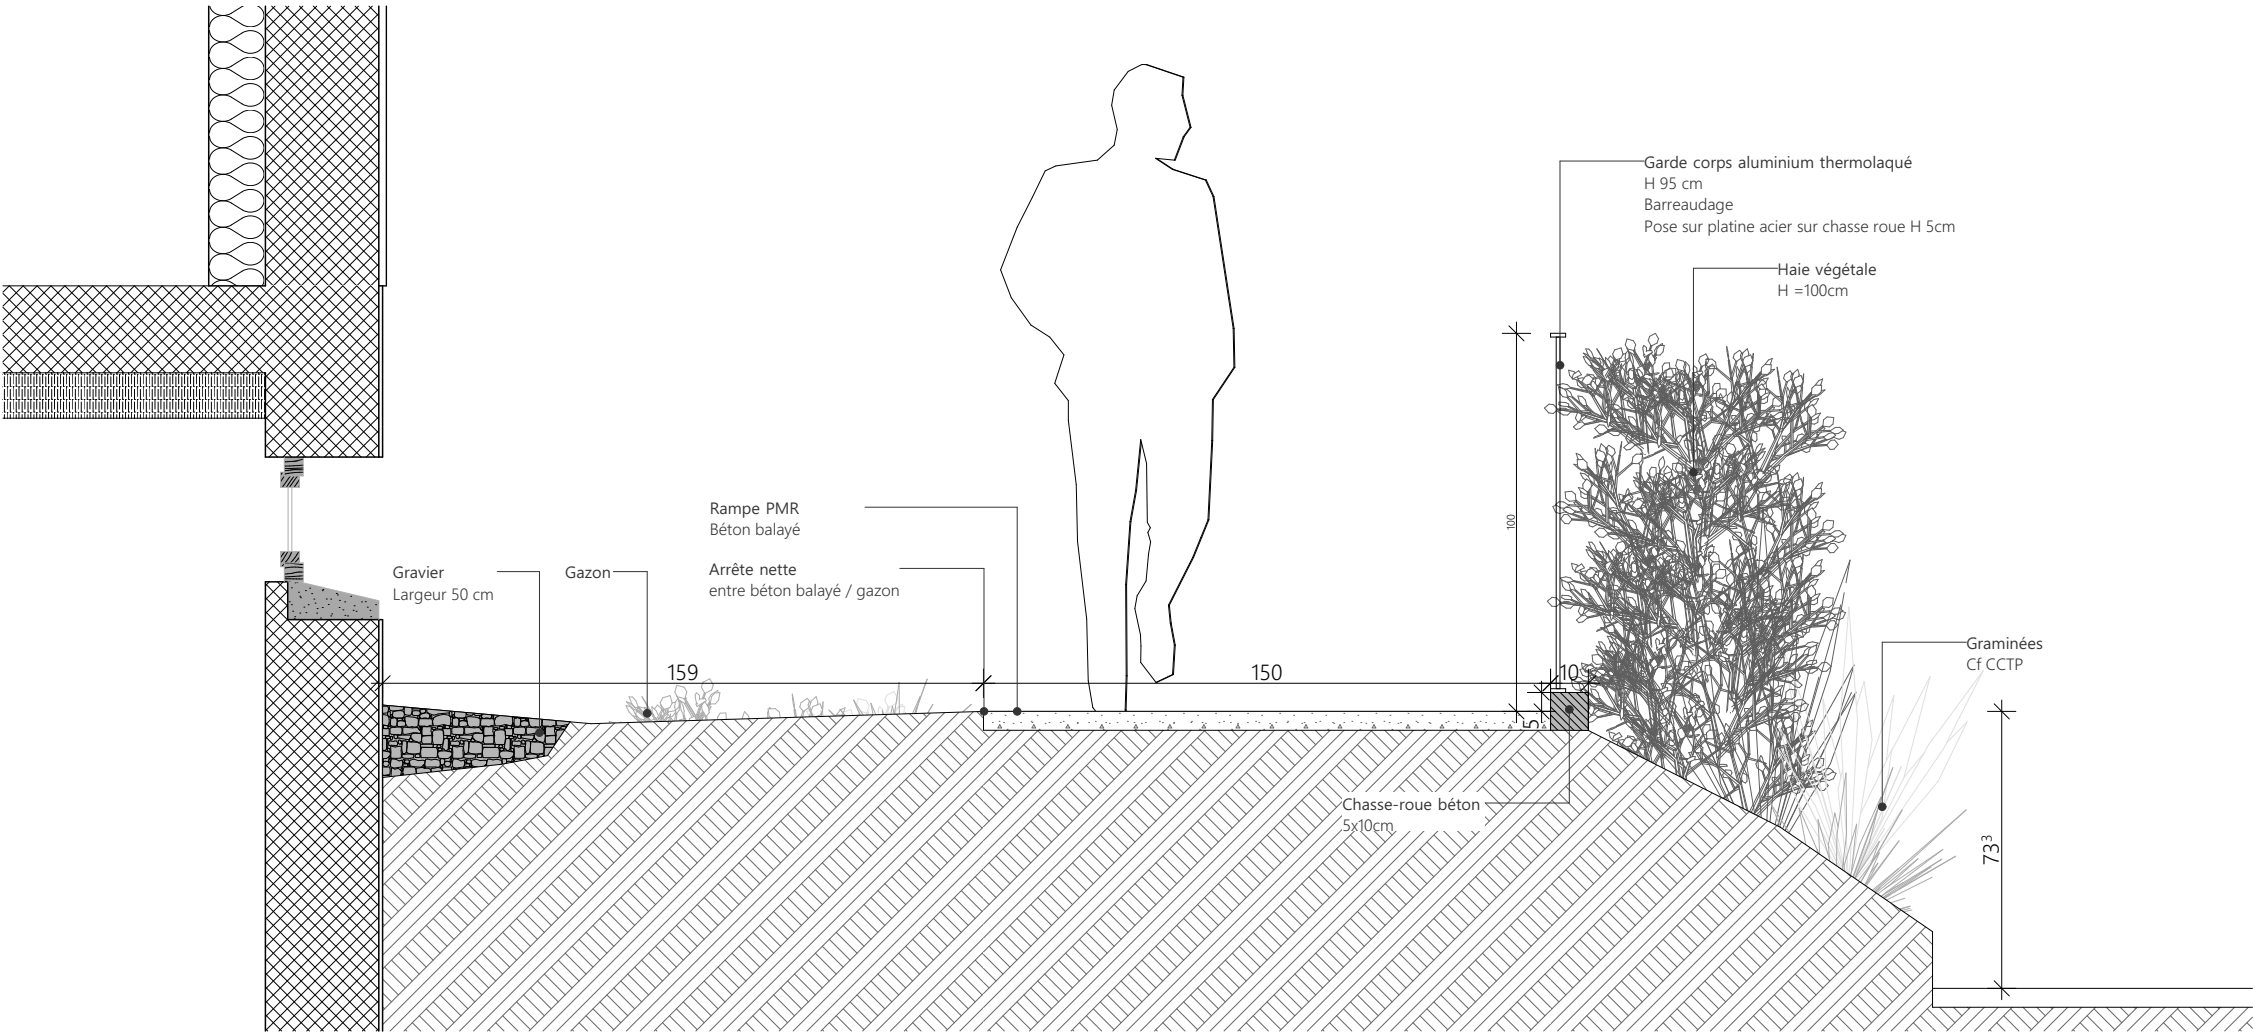 Garde corps aluminium thermolaqué
H 95 cm
Barreaudage
Pose sur platine acier sur chasse roue H 5cm
Haie végétale
H =100cm
Rampe PMR
Béton balayé
100
Gravier
Largeur 50 cm
Gazon
Arrête nette
entre béton balayé / gazon
Graminées
Cf CCTP
159
150
10
5
Chasse-roue béton
5x10cm
73³